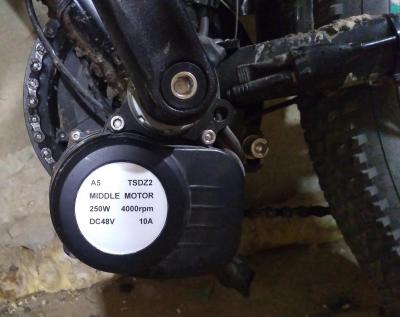 A5 TSDZ2
MIDDLE MOTOR
250W 4000rpm
DC48V 10A